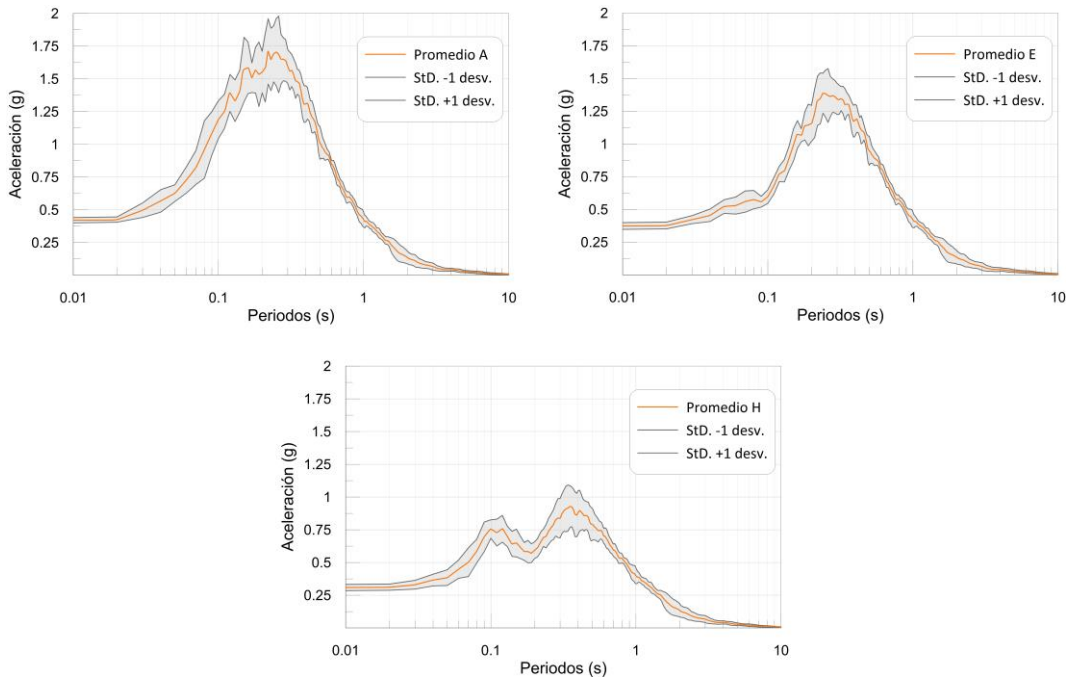 2
1.75
1.5
1.25
1
0.75
0.5
0.25
Aceleración (g)
Promedio A
StD. -1 desv.
StD. +1 desv.
0.01
0.1
1
10
Periodos (s)
2
1.75
1.5
1.25
1
0.75
0.5
0.25
Aceleración (g)
Promedio E
StD. -1 desv.
StD. +1 desv.
0.01
0.1
1
10
Periodos (s)
2
1.75
1.5
1.25
1
0.75
0.5
0.25
Aceleración (g)
Promedio H
StD. -1 desv.
StD. +1 desv.
0.01
0.1
1
10
Periodos (s)